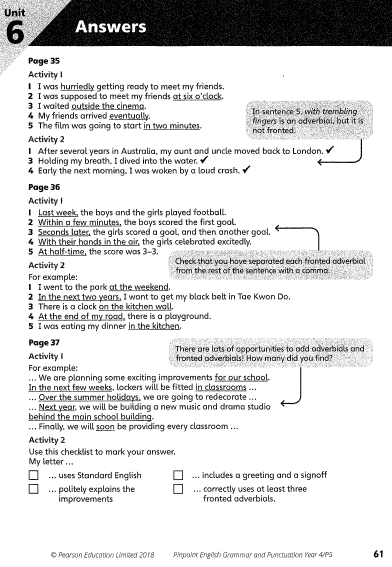 Unit
6
Answers
Page 35
Activity 1
1 I was hurriedly getting ready to meet my friends.
2 I was supposed to meet my friends at six o'clock.
3 I waited outside the cinema.
4 My friends arrived eventually.
5 The film was going to start in two minutes.
In sentence 5, with trembling
fingers is an adverbial, but it is
not fronted.
Activity 2
1 After several years in Australia, my aunt and uncle moved back to London. ✓
3 Holding my breath, I dived into the water. ✓
4 Early the next morning, I was woken by a loud crash. ✓
Page 36
Activity 1
1 Last week, the boys and the girls played football.
2 Within a few minutes, the boys scored the first goal.
3 Seconds later, the girls scored a goal, and then another goal.
4 With their hands in the air, the girls celebrated excitedly.
5 At half-time, the score was 3–3.
Check that you have separated each fronted adverbial
from the rest of the sentence with a comma.
Activity 2
For example:
1 I went to the park at the weekend.
2 In the next two years, I want to get my black belt in Tae Kwon Do.
3 There is a clock on the kitchen wall.
4 At the end of my road, there is a playground.
5 I was eating my dinner in the kitchen.
Page 37
Activity 1
There are lots of opportunities to add adverbials and
fronted adverbials! How many did you find?
For example:
... We are planning some exciting improvements for our school.
In the next few weeks, lockers will be fitted in classrooms ...
... Over the summer holidays, we are going to redecorate ...
... Next year, we will be building a new music and drama studio
behind the main school building.
... Finally, we will soon be providing every classroom ...
Activity 2
Use this checklist to mark your answer.
My letter ...
... uses Standard English
... includes a greeting and a signoff
... politely explains the
improvements
... correctly uses at least three
fronted adverbials.
© Pearson Education Limited 2018
Pinpoint English Grammar and Punctuation Year 4/P5
61